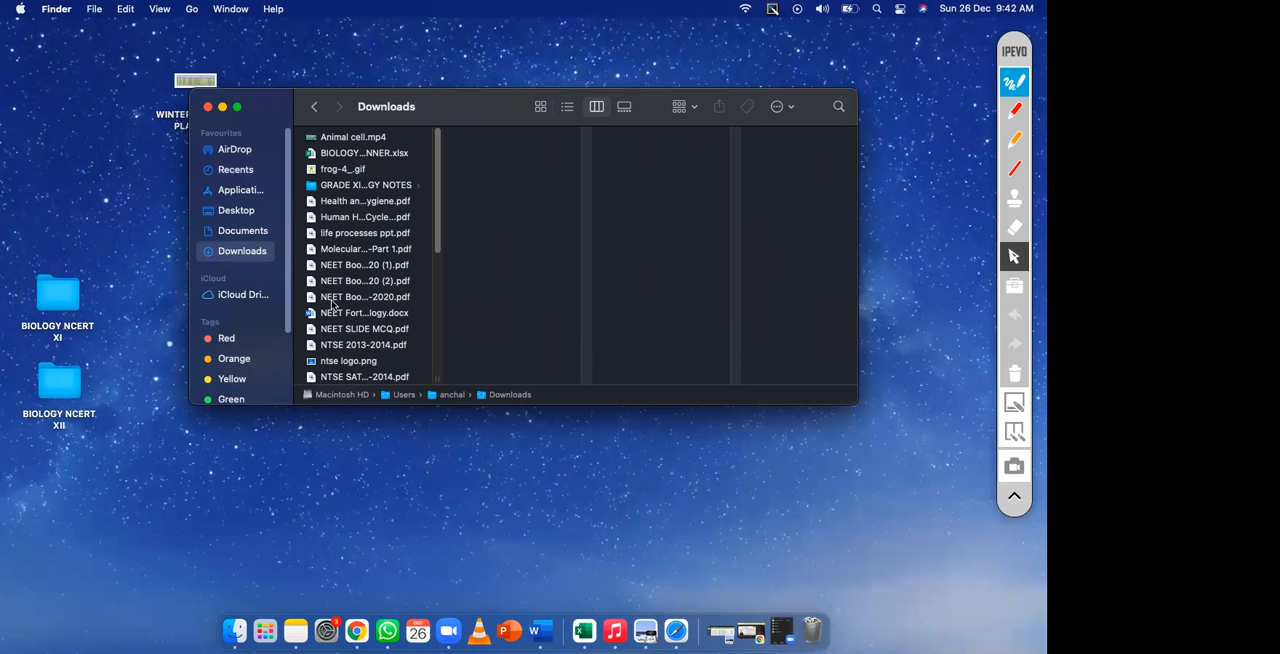 Finder File Edit View Go Window Help
Sun 26 Dec 9:42 AM
IPEVO
WINTER
PLA
Downloads
Favourites
AirDrop
Recents
Applicati...
Desktop
Documents
Downloads
iCloud
iCloud Dri...
Tags
Red
Orange
Yellow
Green
Animal cell.mp4
BIOLOGY...NNER.xlsx
frog-4_.gif
GRADE XI...GY NOTES
Health an...ygiene.pdf
Human H...Cycle...pdf
life processes ppt.pdf
Molecular...-Part 1.pdf
NEET Boo...20 (1).pdf
NEET Boo...20 (2).pdf
NEET Boo...-2020.pdf
NEET Fort...logy.docx
NEET SLIDE MCQ.pdf
NTSE 2013-2014.pdf
ntse logo.png
NTSE SAT...-2014.pdf
Macintosh HD › Users › anchal › Downloads
BIOLOGY NCERT
XI
BIOLOGY NCERT
XII
DEC
26